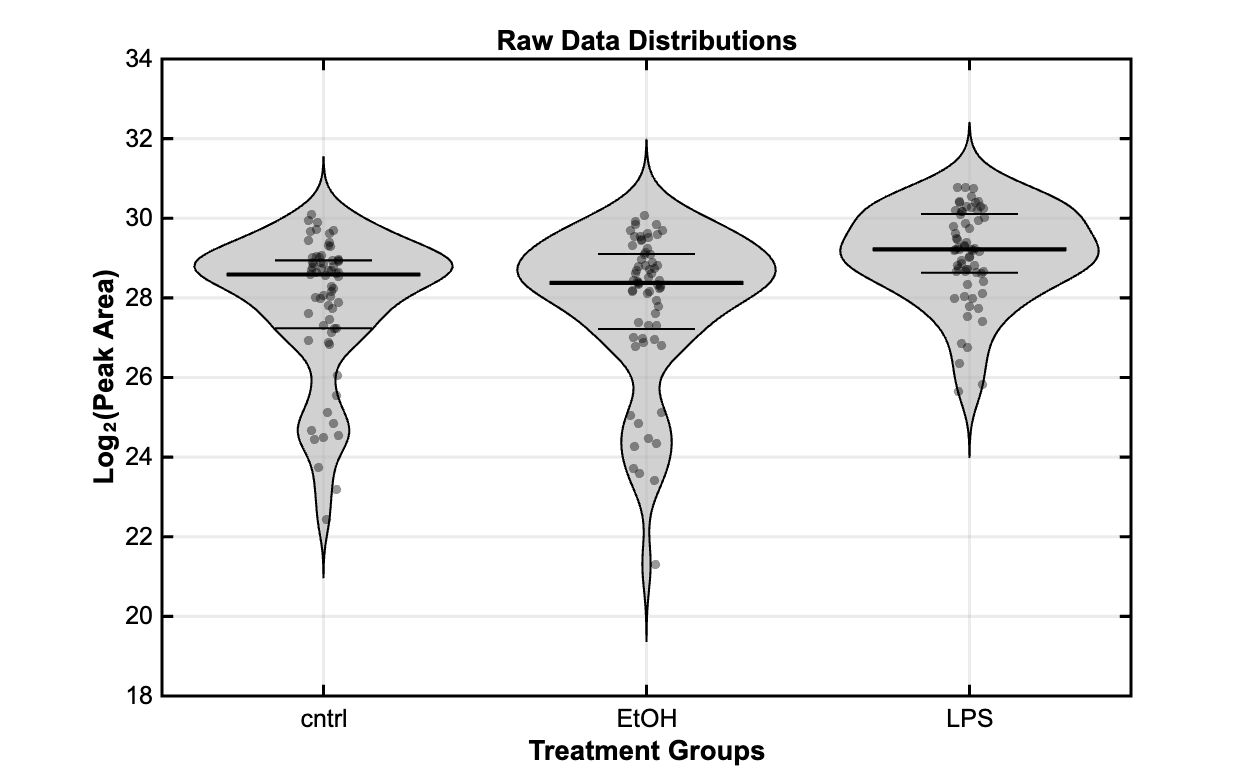 Raw Data Distributions
34
32
30
28
26
24
22
20
18
Log₂(Peak Area)
cntrl EtOH LPS
Treatment Groups